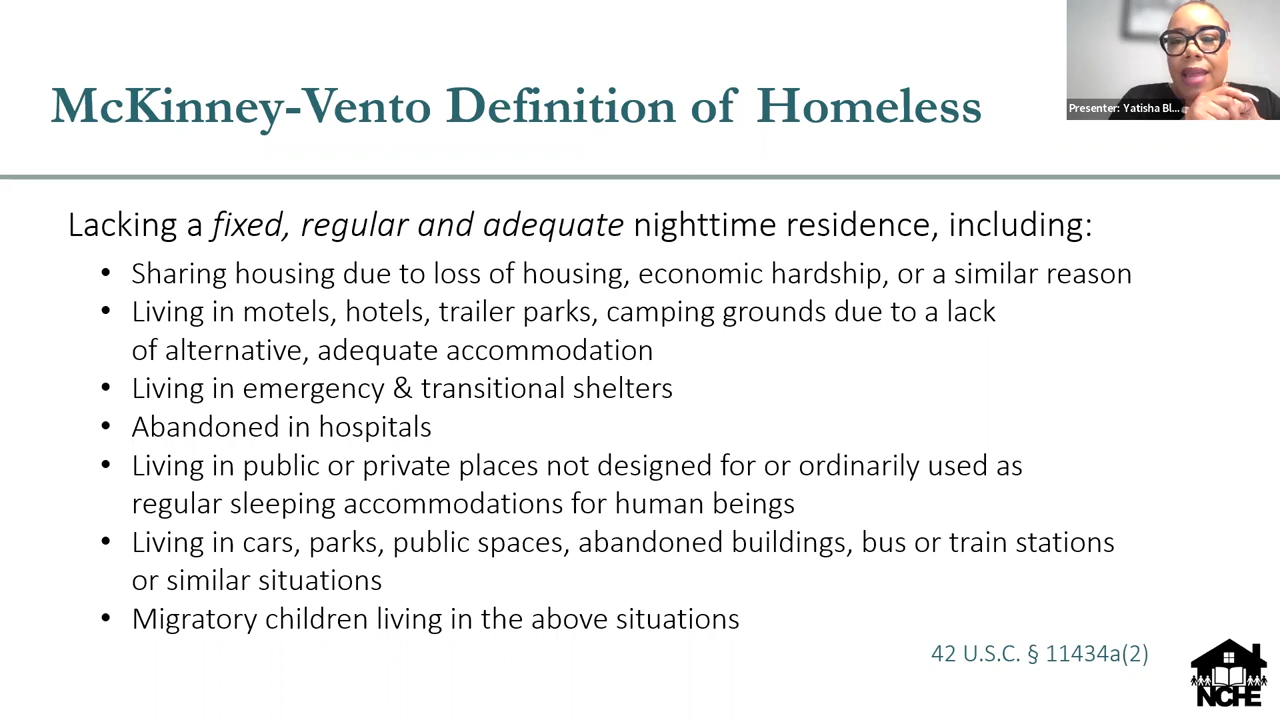 McKinney-Vento Definition of Homeless
Presenter: Yatisha Bl...
Lacking a fixed, regular and adequate nighttime residence, including:
• Sharing housing due to loss of housing, economic hardship, or a similar reason
• Living in motels, hotels, trailer parks, camping grounds due to a lack
of alternative, adequate accommodation
• Living in emergency & transitional shelters
• Abandoned in hospitals
• Living in public or private places not designed for or ordinarily used as
regular sleeping accommodations for human beings
• Living in cars, parks, public spaces, abandoned buildings, bus or train stations
or similar situations
• Migratory children living in the above situations
42 U.S.C. § 11434a(2)
NCHE